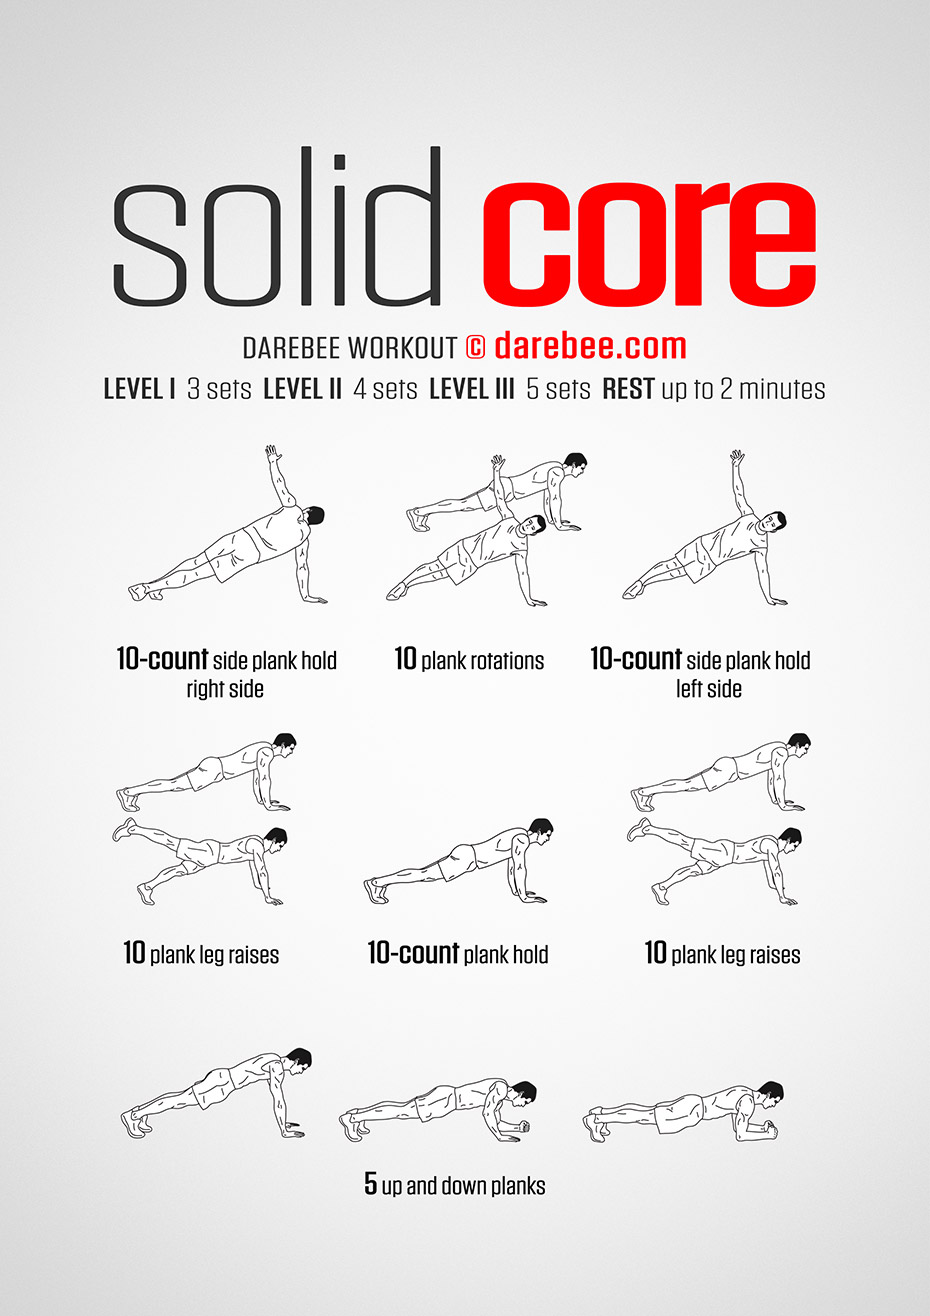 solid core
DAREBEE WORKOUT © darebee.com
LEVEL I 3 sets LEVEL II 4 sets LEVEL III 5 sets REST up to 2 minutes
10-count side plank hold
right side
10 plank rotations
10-count side plank hold
left side
10 plank leg raises
10-count plank hold
10 plank leg raises
5 up and down planks